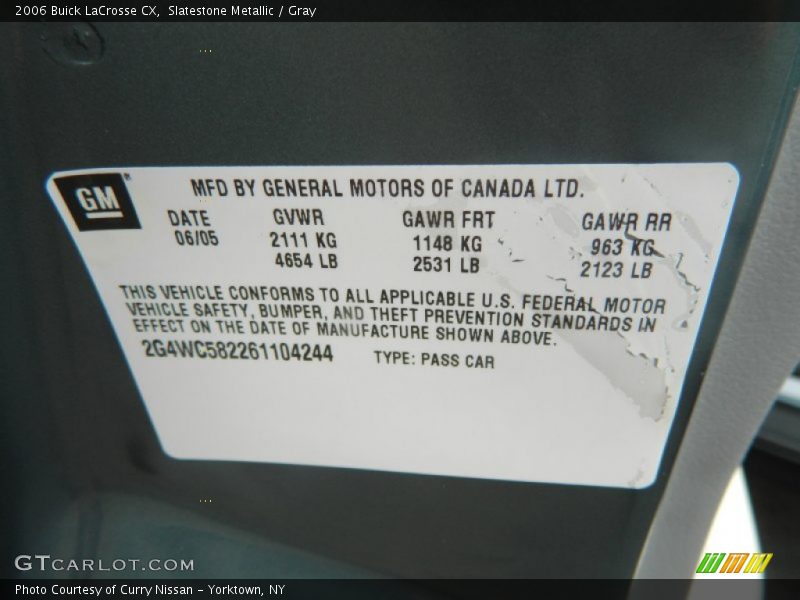 2006 Buick LaCrosse CX,  Slatestone Metallic / Gray
GM
MFD BY GENERAL MOTORS OF CANADA LTD.
DATE GVWR GAWR FRT GAWR RR
06/05 2111 KG 1148 KG 963 KG
4654 LB 2531 LB 2123 LB
THIS VEHICLE CONFORMS TO ALL APPLICABLE U.S. FEDERAL MOTOR
VEHICLE SAFETY, BUMPER, AND THEFT PREVENTION STANDARDS IN
EFFECT ON THE DATE OF MANUFACTURE SHOWN ABOVE.
2G4WC582261104244 TYPE: PASS CAR
GTCARLOT.COM
Photo Courtesy of Curry Nissan - Yorktown, NY